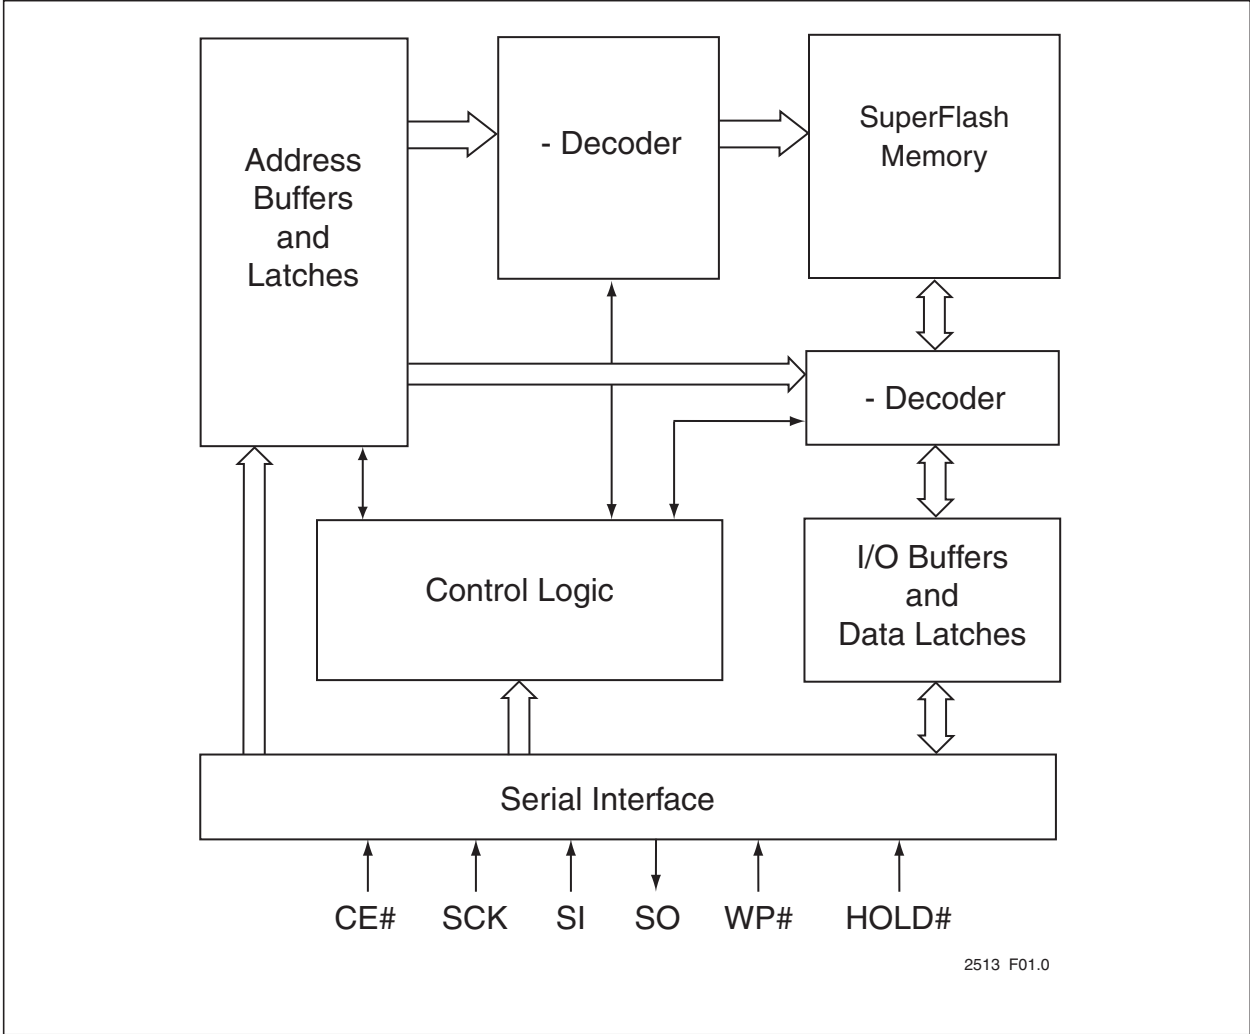 Address
Buffers
and
Latches
- Decoder
SuperFlash
Memory
- Decoder
Control Logic
I/O Buffers
and
Data Latches
Serial Interface
CE# SCK SI SO WP# HOLD#
2513 F01.0